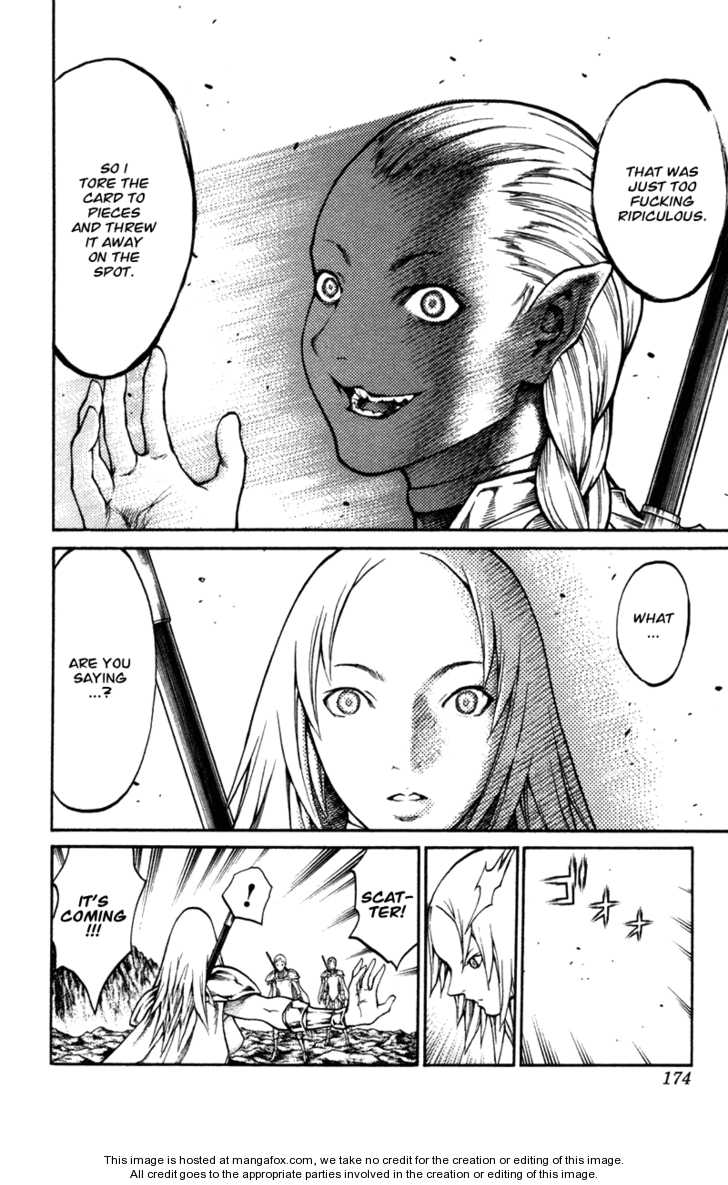 THAT WAS
JUST TOO
FUCKING
RIDICULOUS.
SO I
TORE THE
CARD TO
PIECES
AND THREW
IT AWAY
ON THE
SPOT.
WHAT
...
ARE YOU
SAYING
...?
ゴオオ
SCAT-
TER!
!
IT'S
COMING
!!!
174
This image is hosted at mangafox.com, we take no credit for the creation or editing of this image.
All credit goes to the appropriate parties involved in the creation or editing of this image.